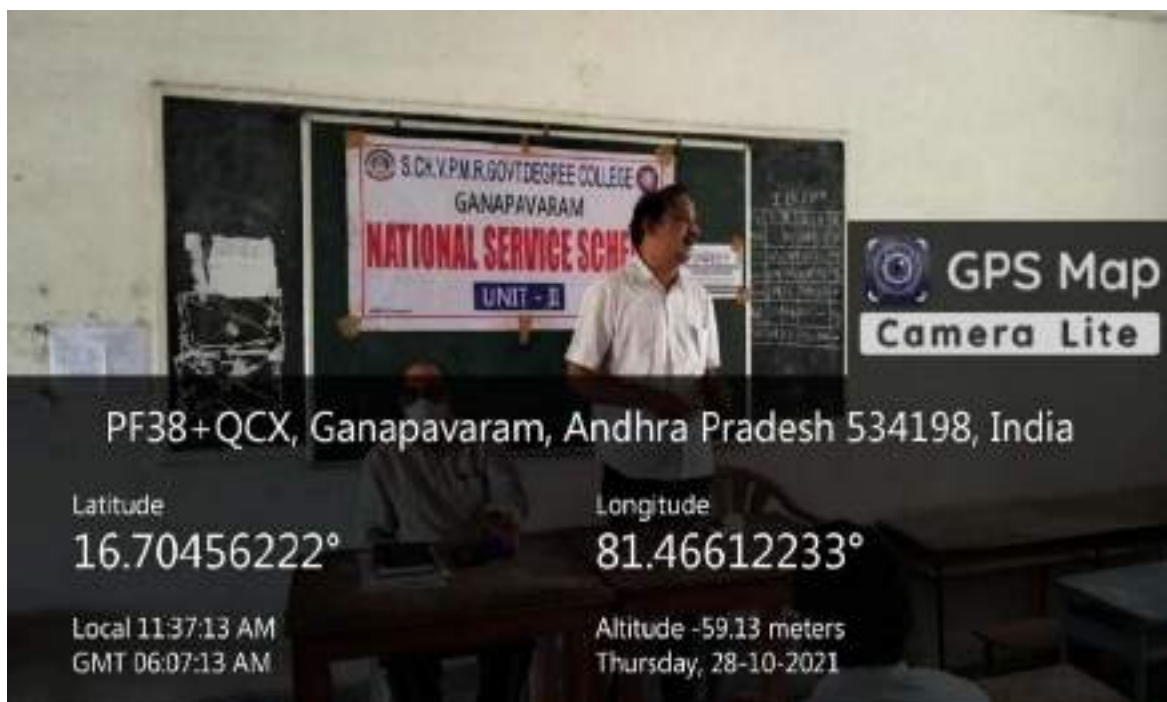 S.Ch.V.P.M.R.GOVT.DEGREE COLLEGE
GANAPAVARAM
NATIONAL SERVICE SCHE
UNIT - II
GPS Map
Camera Lite
PF38+QCX, Ganapavaram, Andhra Pradesh 534198, India
Latitude
16.70456222°
Longitude
81.46612233°
Local 11:37:13 AM
GMT 06:07:13 AM
Altitude -59.13 meters
Thursday, 28-10-2021